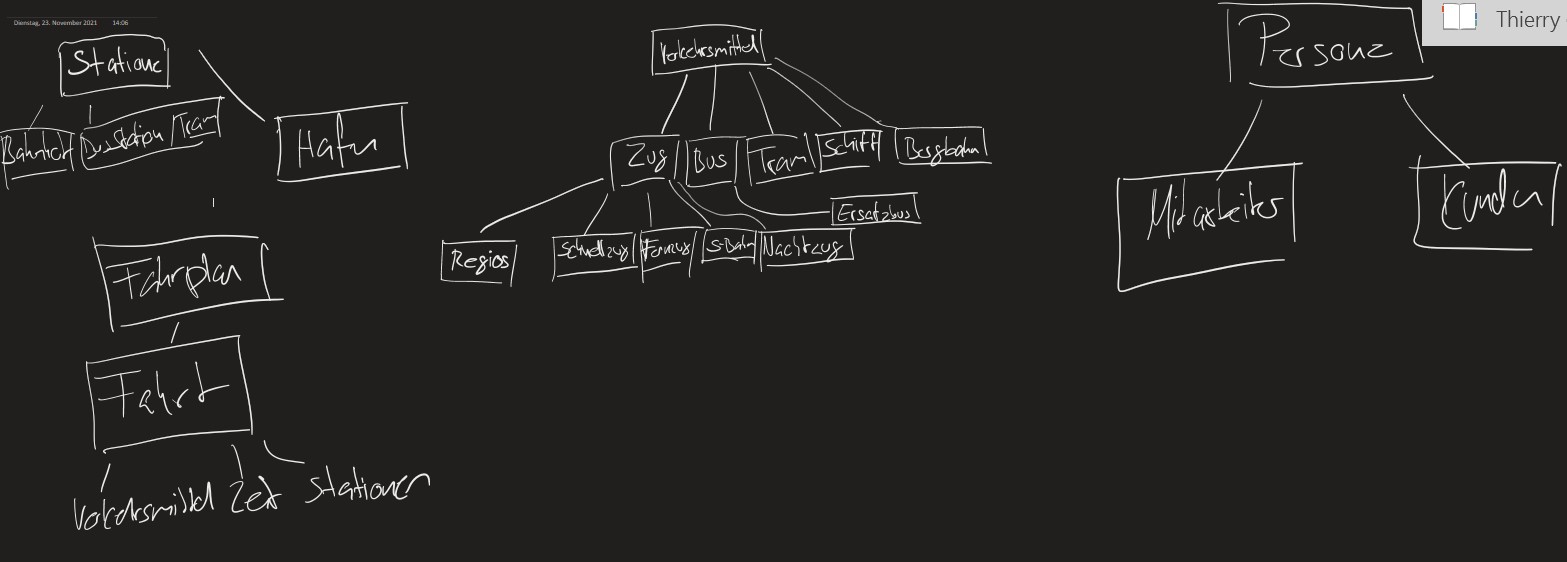 Dienstag, 23. November 2021 14:06
Thierry
Statione
Bahnhof
Busstation / Tram
Hafen
Fahrplan
Fahrt
Verkehrsmittel Zeit Stationen
Verkehrsmittel
Zug Bus Tram Schiff Bergbahn
Ersatzbus
Regios Schnellzug Fernzug S-Bahn Nachtzug
Persone
Mitarbeiter Kunden